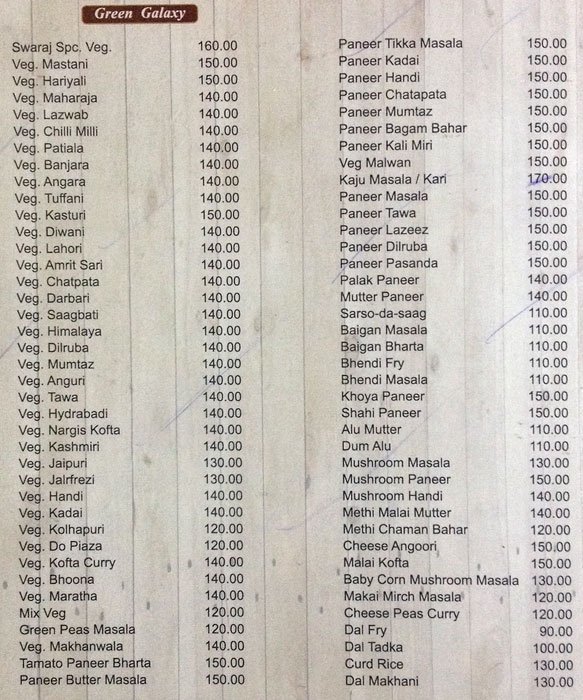 Green Galaxy
Swaraj Spc. Veg. 160.00
Veg. Mastani 150.00
Veg. Hariyali 150.00
Veg. Maharaja 140.00
Veg. Lazwab 140.00
Veg. Chilli Milli 140.00
Veg. Patiala 140.00
Veg. Banjara 140.00
Veg. Angara 140.00
Veg. Tuffani 140.00
Veg. Kasturi 150.00
Veg. Diwani 140.00
Veg. Lahori 140.00
Veg. Amrit Sari 140.00
Veg. Chatpata 140.00
Veg. Darbari 140.00
Veg. Saagbati 140.00
Veg. Himalaya 140.00
Veg. Dilruba 140.00
Veg. Mumtaz 140.00
Veg. Anguri 140.00
Veg. Tawa 140.00
Veg. Hydrabadi 140.00
Veg. Nargis Kofta 140.00
Veg. Kashmiri 140.00
Veg. Jaipuri 130.00
Veg. Jalrfrezi 130.00
Veg. Handi 140.00
Veg. Kadai 140.00
Veg. Kolhapuri 120.00
Veg. Do Piaza 120.00
Veg. Kofta Curry 140.00
Veg. Bhoona 140.00
Veg. Maratha 140.00
Mix Veg 120.00
Green Peas Masala 120.00
Veg. Makhanwala 140.00
Tamato Paneer Bharta 150.00
Paneer Butter Masala 150.00
Paneer Tikka Masala 150.00
Paneer Kadai 150.00
Paneer Handi 150.00
Paneer Chatapata 150.00
Paneer Mumtaz 150.00
Paneer Bagam Bahar 150.00
Paneer Kali Miri 150.00
Veg Malwan 150.00
Kaju Masala / Kari 170.00
Paneer Masala 150.00
Paneer Tawa 150.00
Paneer Lazeez 150.00
Paneer Dilruba 150.00
Paneer Pasanda 150.00
Palak Paneer 140.00
Mutter Paneer 140.00
Sarso-da-saag 110.00
Baigan Masala 110.00
Baigan Bharta 110.00
Bhendi Fry 110.00
Bhendi Masala 110.00
Khoya Paneer 150.00
Shahi Paneer 150.00
Alu Mutter 110.00
Dum Alu 110.00
Mushroom Masala 130.00
Mushroom Paneer 150.00
Mushroom Handi 140.00
Methi Malai Mutter 140.00
Methi Chaman Bahar 120.00
Cheese Angoori 150.00
Malai Kofta 150.00
Baby Corn Mushroom Masala 130.00
Makai Mirch Masala 120.00
Cheese Peas Curry 120.00
Dal Fry 90.00
Dal Tadka 100.00
Curd Rice 130.00
Dal Makhani 130.00